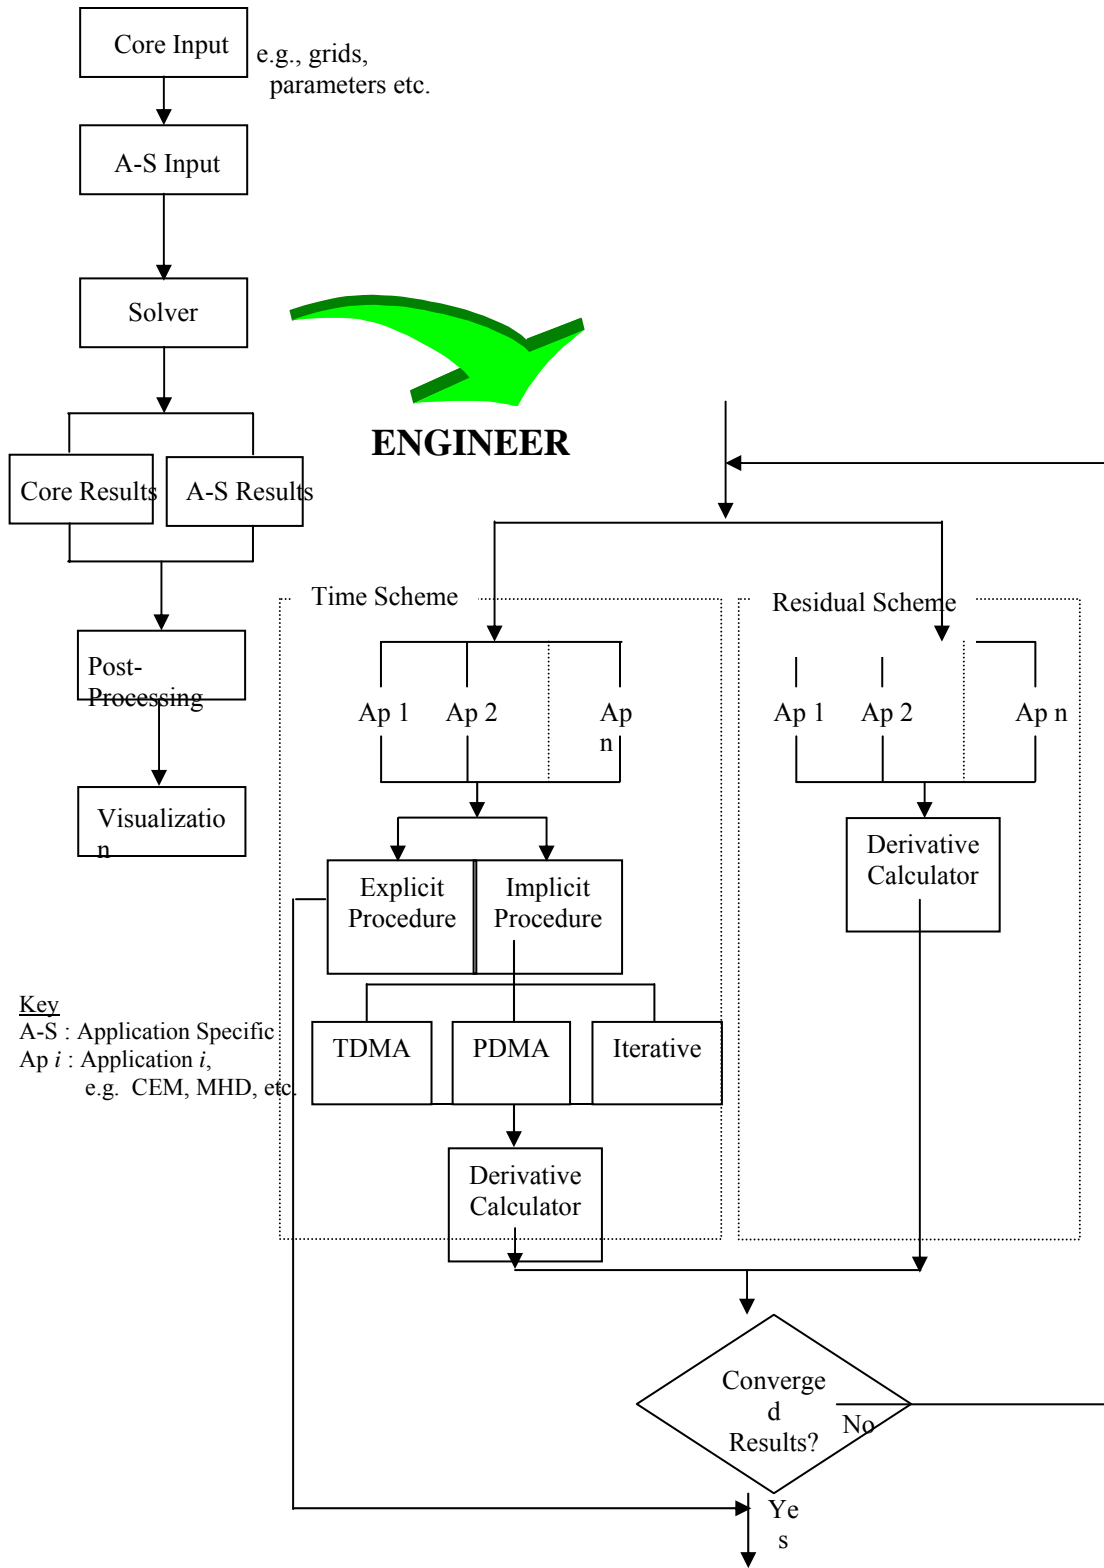 Core Input
e.g., grids,
parameters etc.
A-S Input
Solver
ENGINEER
Core Results
A-S Results
Post-
Processing
Visualizatio
n
Key
A-S : Application Specific
Ap i : Application i,
e.g. CEM, MHD, etc.
Time Scheme
Ap 1
Ap 2
Ap
n
Explicit
Procedure
Implicit
Procedure
TDMA
PDMA
Iterative
Derivative
Calculator
Residual Scheme
Ap 1
Ap 2
Ap n
Derivative
Calculator
Converge
d
Results?
No
Ye
s